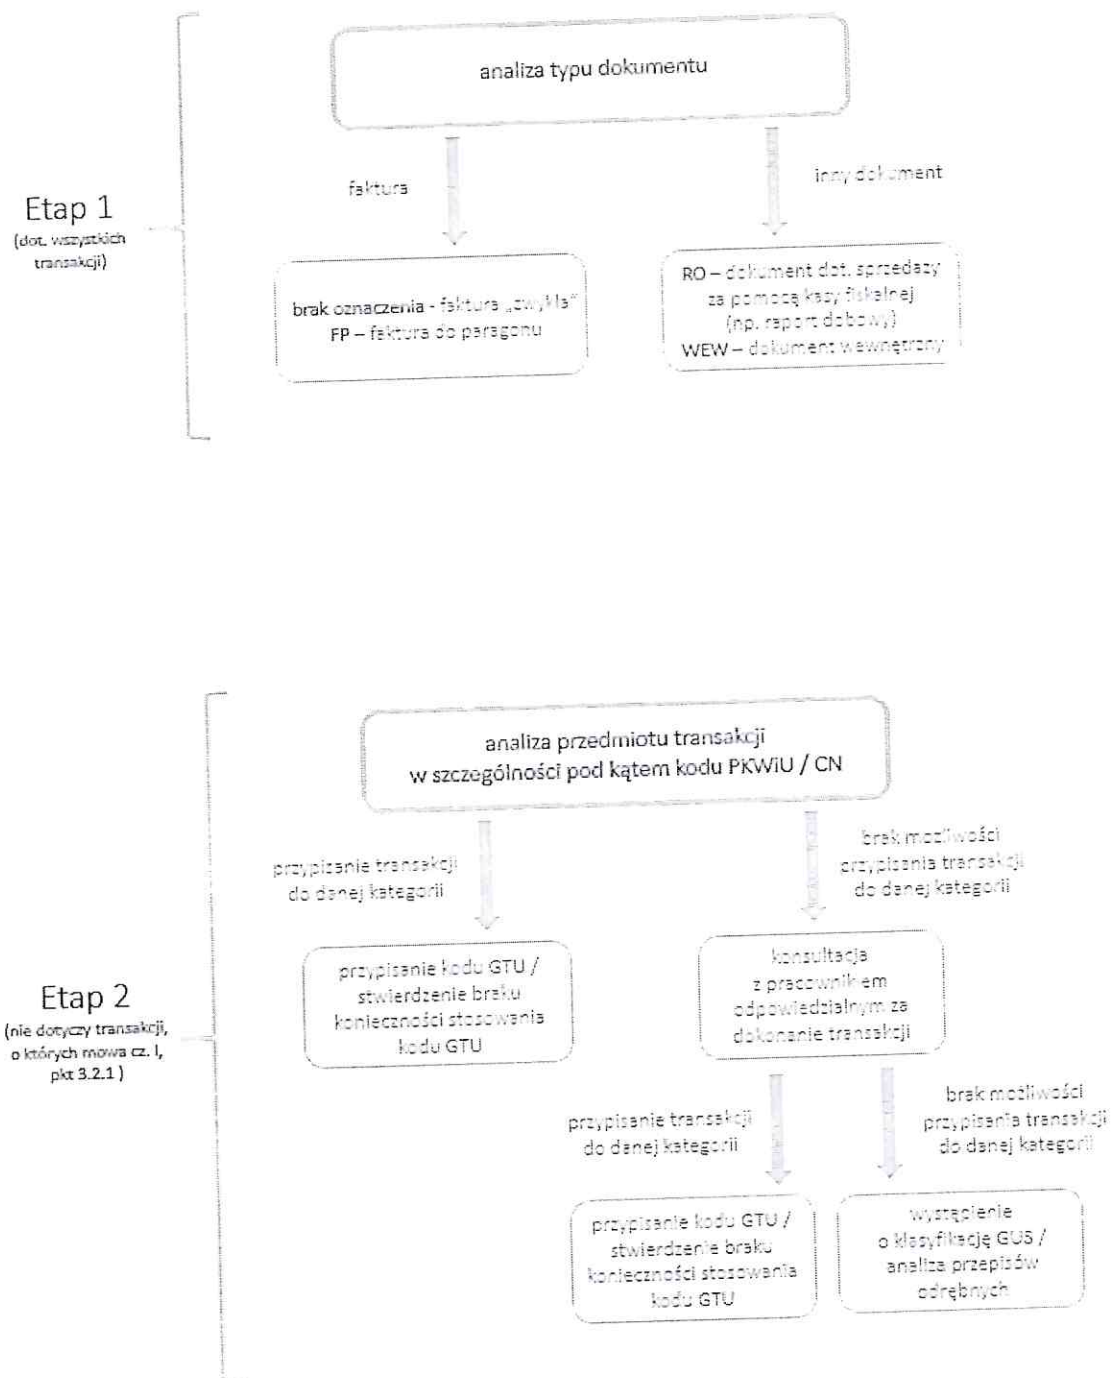 analiza typu dokumentu
faktura
inny dokument
Etap 1
(dot. wszystkich
transakcji)
brak oznaczenia - faktura „zwykła"
FP – faktura do paragonu
RO – dokument dot. sprzedaży
za pomocą kasy fiskalnej
(np. raport dobowy)
WEW – dokument wewnętrzny
analiza przedmiotu transakcji
w szczególności pod kątem kodu PKWiU / CN
przypisanie transakcji
do danej kategorii
brak możliwości
przypisania transakcji
do danej kategorii
Etap 2
(nie dotyczy transakcji,
o których mowa cz. I,
pkt 3.2.1 )
przypisanie kodu GTU /
stwierdzenie braku
konieczności stosowania
kodu GTU
konsultacja
z pracownikiem
odpowiedzialnym za
dokonanie transakcji
przypisanie transakcji
do danej kategorii
brak możliwości
przypisania transakcji
do danej kategorii
przypisanie kodu GTU /
stwierdzenie braku
konieczności stosowania
kodu GTU
wystąpienie
o klasyfikację GUS /
analiza przepisów
odrębnych